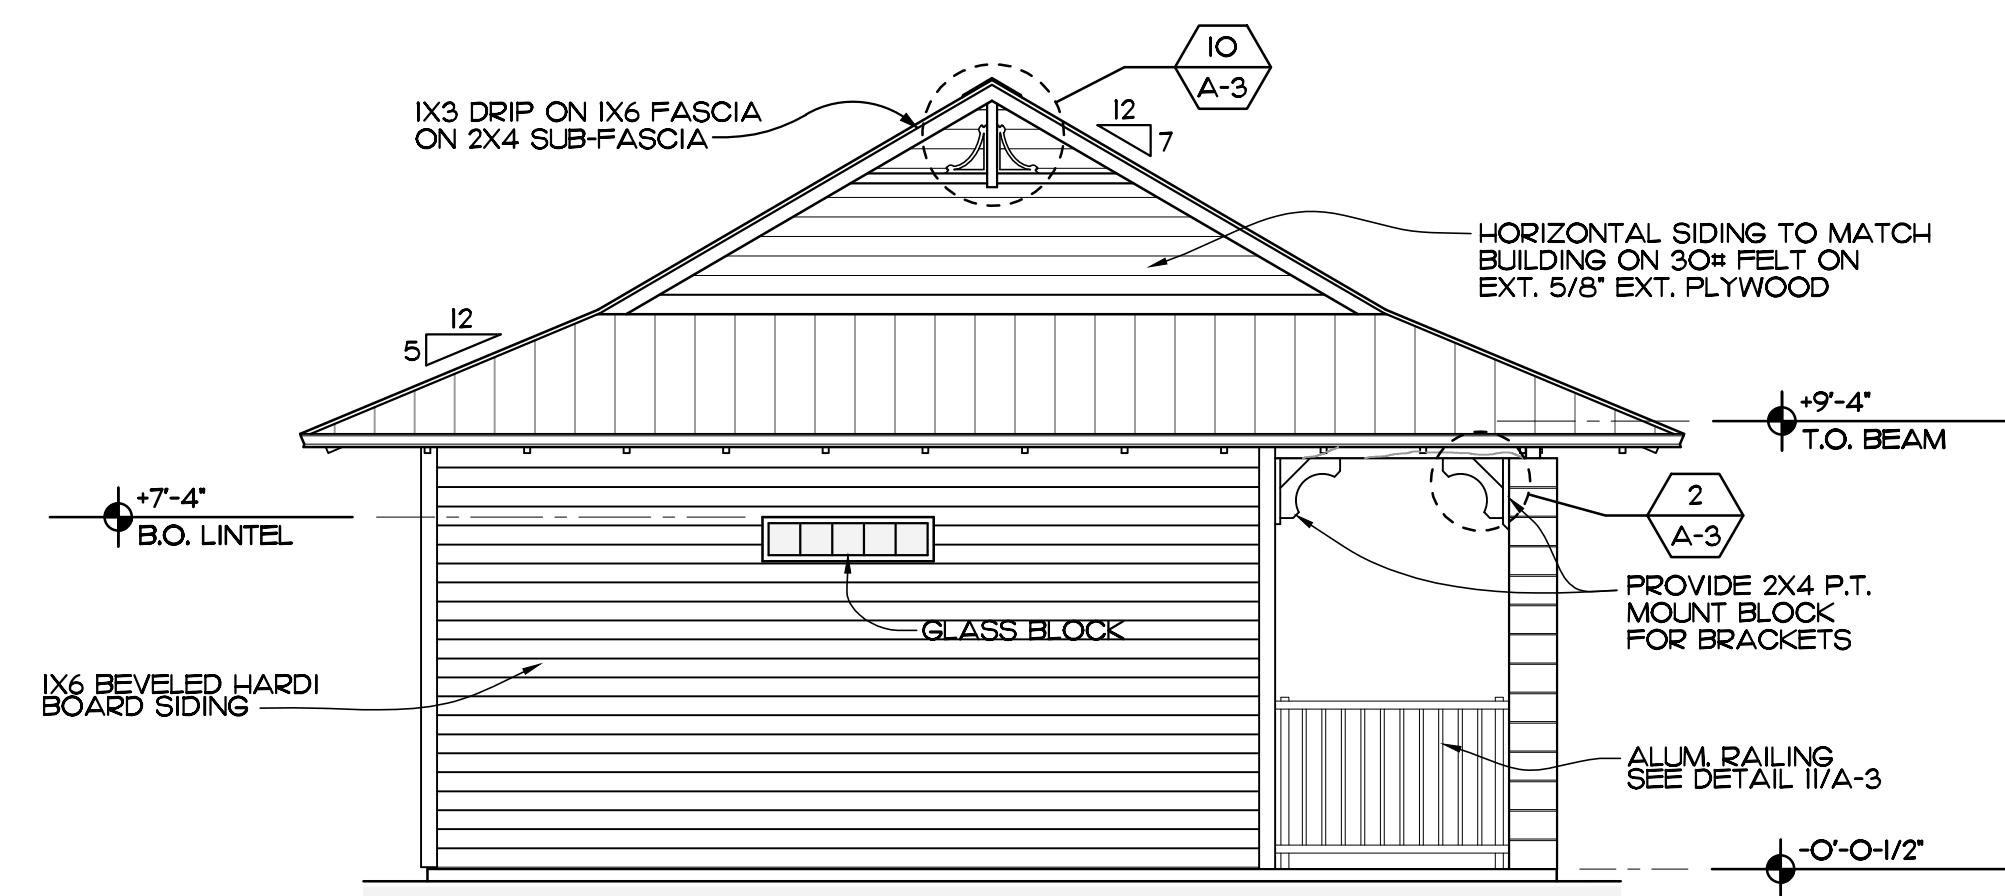 10
A-3
1X3 DRIP ON 1X6 FASCIA
ON 2X4 SUB-FASCIA
12
7
HORIZONTAL SIDING TO MATCH
BUILDING ON 30# FELT ON
EXT. 5/8" EXT. PLYWOOD
12
5
+9'-4"
T.O. BEAM
+7'-4"
B.O. LINTEL
2
A-3
PROVIDE 2X4 P.T.
MOUNT BLOCK
FOR BRACKETS
GLASS BLOCK
1X6 BEVELED HARDI
BOARD SIDING
ALUM. RAILING
SEE DETAIL 11/A-3
-0'-0-1/2"